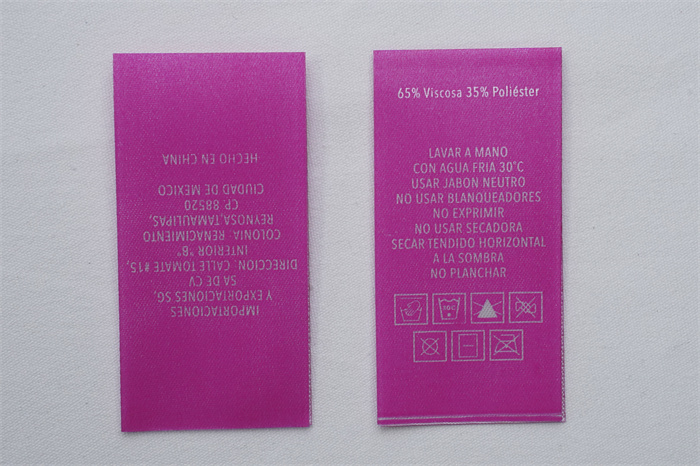 IMPORTACIONES
Y EXPORTACIONES SG,
SA DE CV
DIRECCION: CALLE TOMATE #15,
INTERIOR "B"
COLONIA: RENACIMIENTO
REYNOSA,TAMAULIPAS,
CP. 88520
CIUDAD DE MEXICO
HECHO EN CHINA
65% Viscosa 35% Poliéster
LAVAR A MANO
CON AGUA FRIA 30°C
USAR JABON NEUTRO
NO USAR BLANQUEADORES
NO EXPRIMIR
NO USAR SECADORA
SECAR TENDIDO HORIZONTAL
A LA SOMBRA
NO PLANCHAR